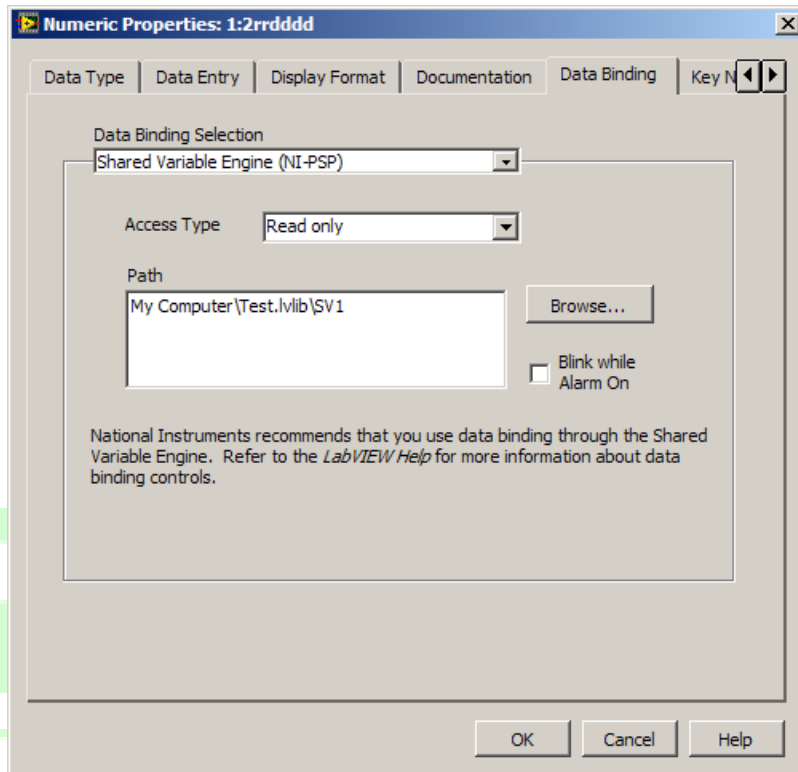 Numeric Properties: 1:2rrdddd
Data Type Data Entry Display Format Documentation Data Binding Key N
Data Binding Selection
Shared Variable Engine (NI-PSP)
Access Type Read only
Path
My Computer\Test.lvlib\SV1
Browse...
Blink while
Alarm On
National Instruments recommends that you use data binding through the Shared
Variable Engine. Refer to the LabVIEW Help for more information about data
binding controls.
OK Cancel Help